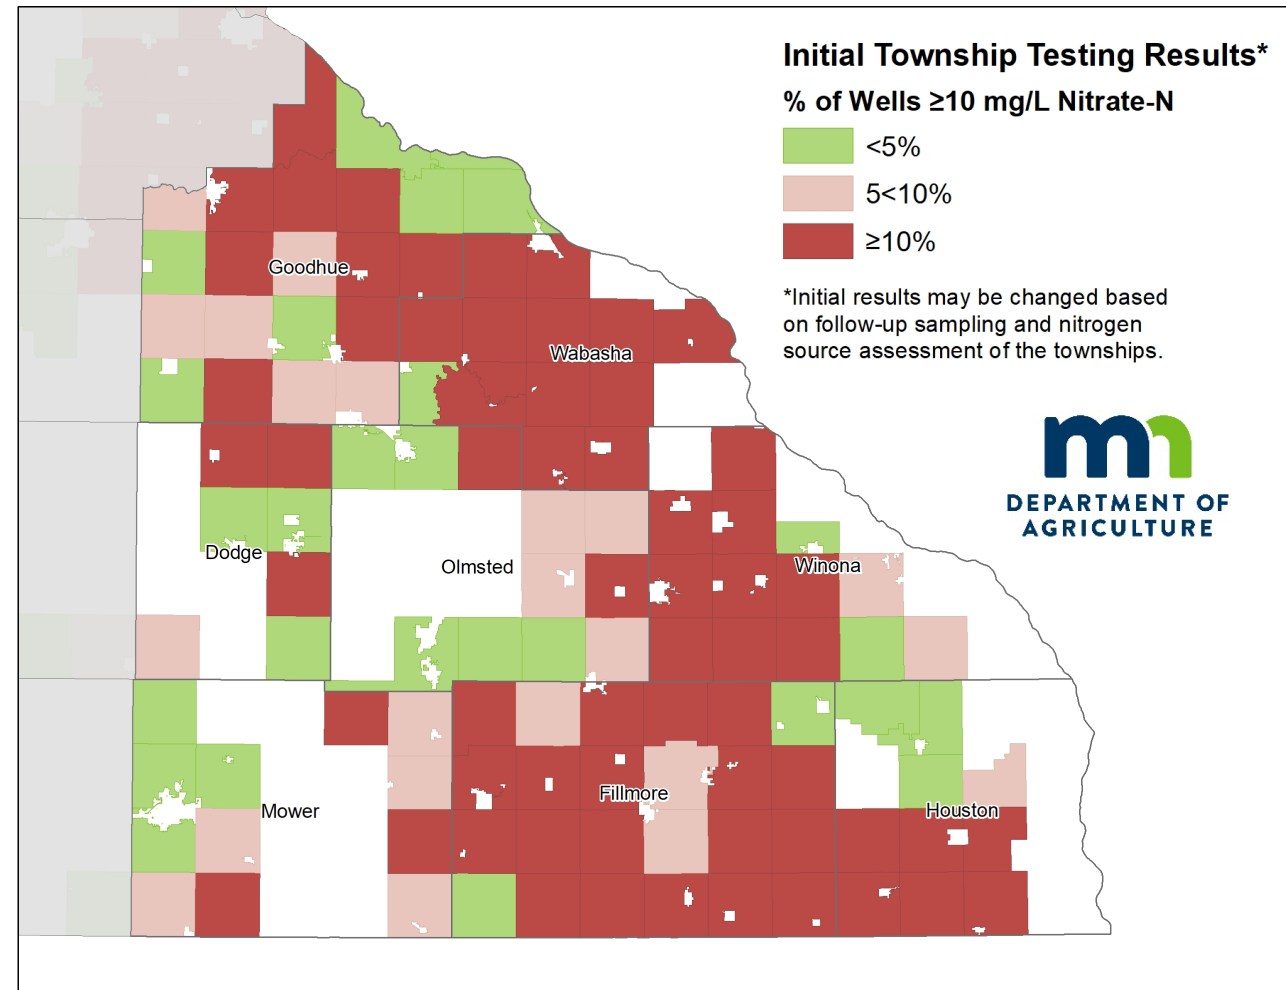 Initial Township Testing Results*
% of Wells ≥10 mg/L Nitrate-N
<5%
5<10%
≥10%
*Initial results may be changed based
on follow-up sampling and nitrogen
source assessment of the townships.
mn
DEPARTMENT OF
AGRICULTURE
Goodhue
Wabasha
Dodge
Olmsted
Winona
Mower
Fillmore
Houston